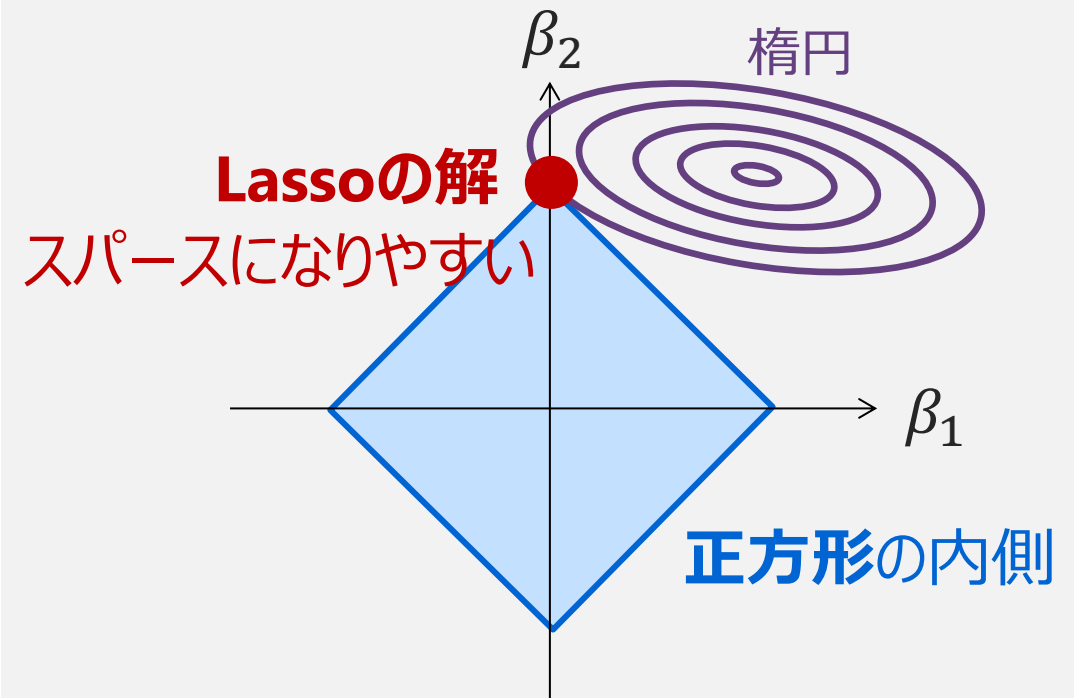 β₂
楕円
Lassoの解
スパースになりやすい
β₁
正方形の内側